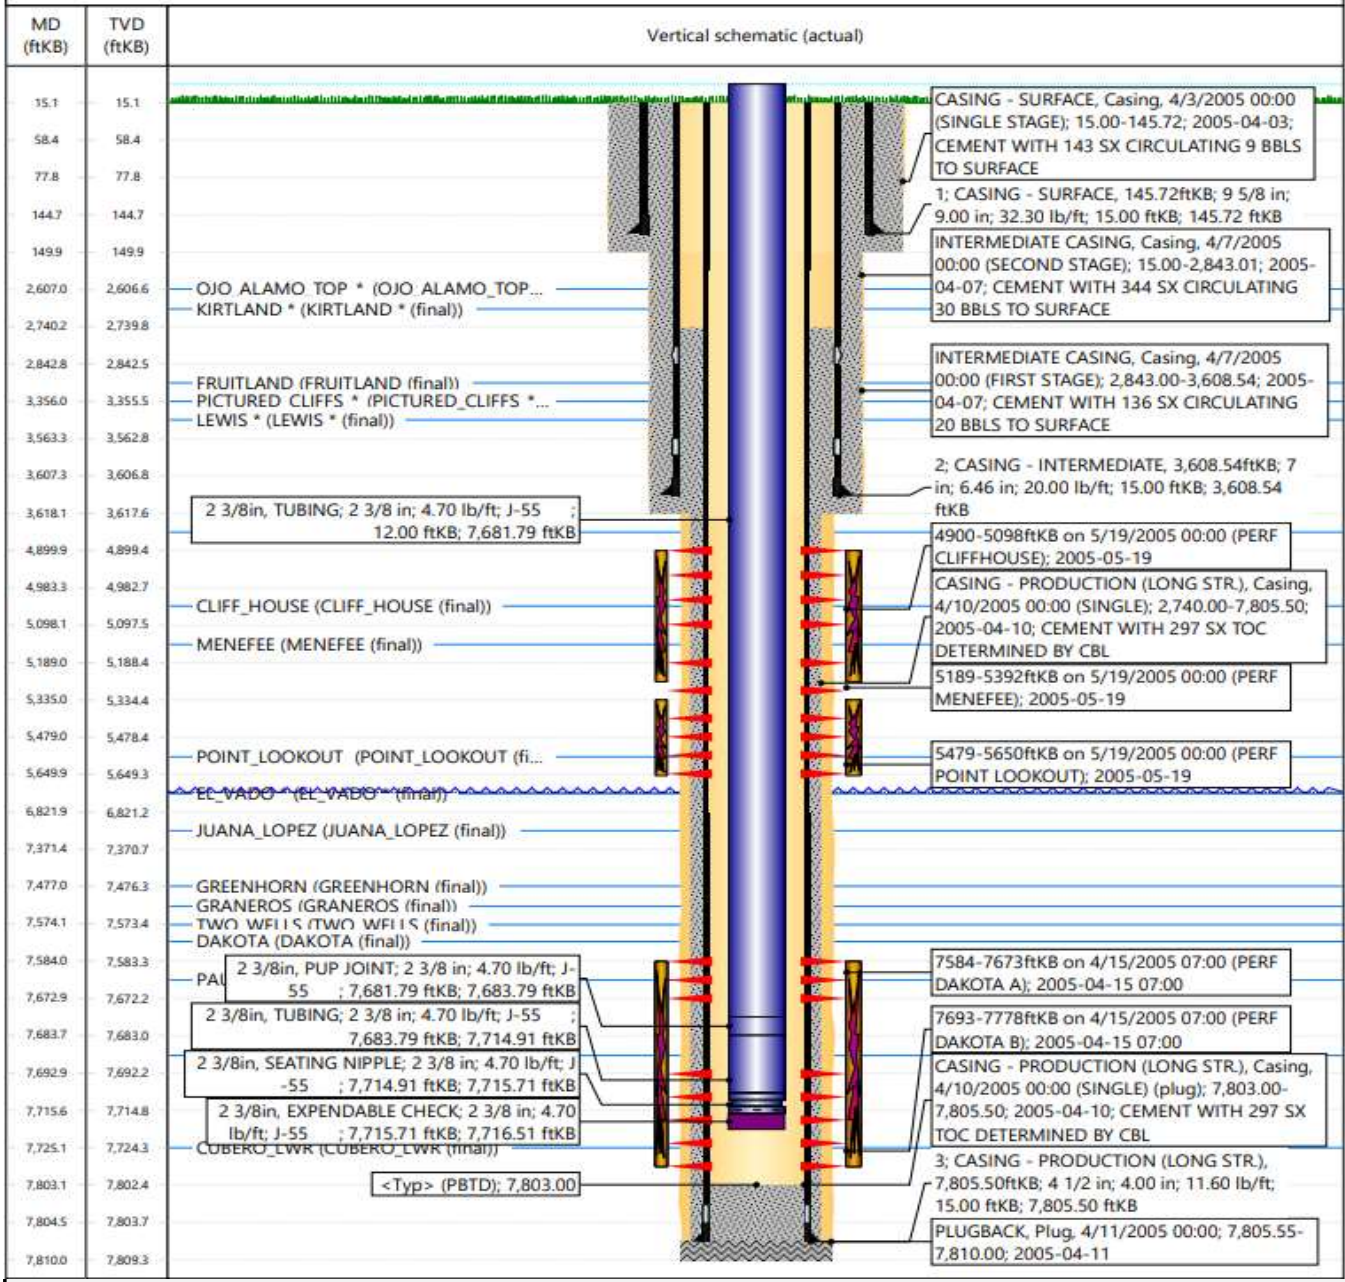 MD
(ftKB)
TVD
(ftKB)
Vertical schematic (actual)
15.1 15.1
58.4 58.4
77.8 77.8
144.7 144.7
149.9 149.9
2,607.0 2,606.6
2,740.2 2,739.8
2,842.8 2,842.5
3,356.0 3,355.5
3,563.3 3,562.8
3,607.3 3,606.8
3,618.1 3,617.6
4,899.9 4,899.4
4,983.3 4,982.7
5,098.1 5,097.5
5,189.0 5,188.4
5,335.0 5,334.4
5,479.0 5,478.4
5,649.9 5,649.3
6,821.9 6,821.2
7,371.4 7,370.7
7,477.0 7,476.3
7,574.1 7,573.4
7,584.0 7,583.3
7,672.9 7,672.2
7,683.7 7,683.0
7,692.9 7,692.2
7,715.6 7,714.8
7,725.1 7,724.3
7,803.1 7,802.4
7,804.5 7,803.7
7,810.0 7,809.3
OJO_ALAMO_TOP * (OJO_ALAMO_TOP...
KIRTLAND * (KIRTLAND * (final))
FRUITLAND (FRUITLAND (final))
PICTURED_CLIFFS * (PICTURED_CLIFFS *...
LEWIS * (LEWIS * (final))
2 3/8in, TUBING; 2 3/8 in; 4.70 lb/ft; J-55 ;
12.00 ftKB; 7,681.79 ftKB
CLIFF_HOUSE (CLIFF_HOUSE (final))
MENEFEE (MENEFEE (final))
POINT_LOOKOUT (POINT_LOOKOUT (fi...
EL_VADO * (EL_VADO * (final))
JUANA_LOPEZ (JUANA_LOPEZ (final))
GREENHORN (GREENHORN (final))
GRANEROS (GRANEROS (final))
TWO_WELLS (TWO_WELLS (final))
DAKOTA (DAKOTA (final))
2 3/8in, PUP JOINT; 2 3/8 in; 4.70 lb/ft; J-
55 ; 7,681.79 ftKB; 7,683.79 ftKB
2 3/8in, TUBING; 2 3/8 in; 4.70 lb/ft; J-55 ;
7,683.79 ftKB; 7,714.91 ftKB
2 3/8in, SEATING NIPPLE; 2 3/8 in; 4.70 lb/ft; J
-55 ; 7,714.91 ftKB; 7,715.71 ftKB
2 3/8in, EXPENDABLE CHECK; 2 3/8 in; 4.70
lb/ft; J-55 ; 7,715.71 ftKB; 7,716.51 ftKB
CUBERO_LWR (CUBERO_LWR (final))
<Typ> (PBTD); 7,803.00
CASING - SURFACE, Casing, 4/3/2005 00:00
(SINGLE STAGE); 15.00-145.72; 2005-04-03;
CEMENT WITH 143 SX CIRCULATING 9 BBLS
TO SURFACE
1; CASING - SURFACE, 145.72ftKB; 9 5/8 in;
9.00 in; 32.30 lb/ft; 15.00 ftKB; 145.72 ftKB
INTERMEDIATE CASING, Casing, 4/7/2005
00:00 (SECOND STAGE); 15.00-2,843.01; 2005-
04-07; CEMENT WITH 344 SX CIRCULATING
30 BBLS TO SURFACE
INTERMEDIATE CASING, Casing, 4/7/2005
00:00 (FIRST STAGE); 2,843.00-3,608.54; 2005-
04-07; CEMENT WITH 136 SX CIRCULATING
20 BBLS TO SURFACE
2; CASING - INTERMEDIATE, 3,608.54ftKB; 7
in; 6.46 in; 20.00 lb/ft; 15.00 ftKB; 3,608.54
ftKB
4900-5098ftKB on 5/19/2005 00:00 (PERF
CLIFFHOUSE); 2005-05-19
CASING - PRODUCTION (LONG STR.), Casing,
4/10/2005 00:00 (SINGLE); 2,740.00-7,805.50;
2005-04-10; CEMENT WITH 297 SX TOC
DETERMINED BY CBL
5189-5392ftKB on 5/19/2005 00:00 (PERF
MENEFEE); 2005-05-19
5479-5650ftKB on 5/19/2005 00:00 (PERF
POINT LOOKOUT); 2005-05-19
7584-7673ftKB on 4/15/2005 07:00 (PERF
DAKOTA A); 2005-04-15 07:00
7693-7778ftKB on 4/15/2005 07:00 (PERF
DAKOTA B); 2005-04-15 07:00
CASING - PRODUCTION (LONG STR.), Casing,
4/10/2005 00:00 (SINGLE) (plug); 7,803.00-
7,805.50; 2005-04-10; CEMENT WITH 297 SX
TOC DETERMINED BY CBL
3; CASING - PRODUCTION (LONG STR.),
7,805.50ftKB; 4 1/2 in; 4.00 in; 11.60 lb/ft;
15.00 ftKB; 7,805.50 ftKB
PLUGBACK, Plug, 4/11/2005 00:00; 7,805.55-
7,810.00; 2005-04-11